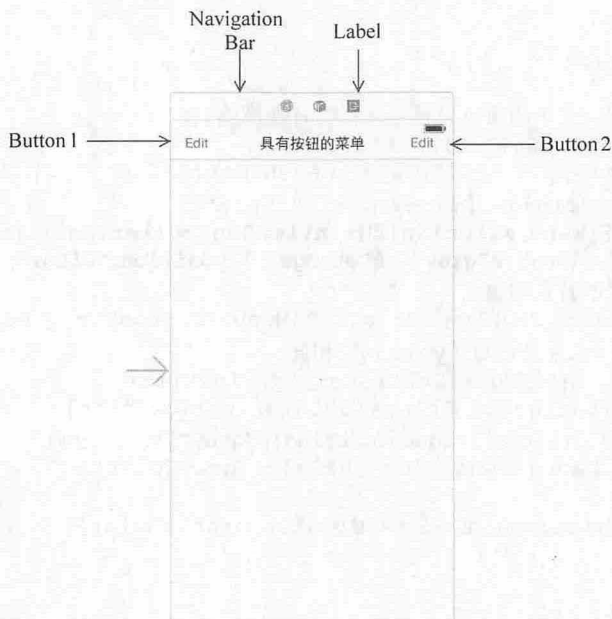 Navigation
Bar
Label
Button 1
Edit
具有按钮的菜单
Edit
Button 2